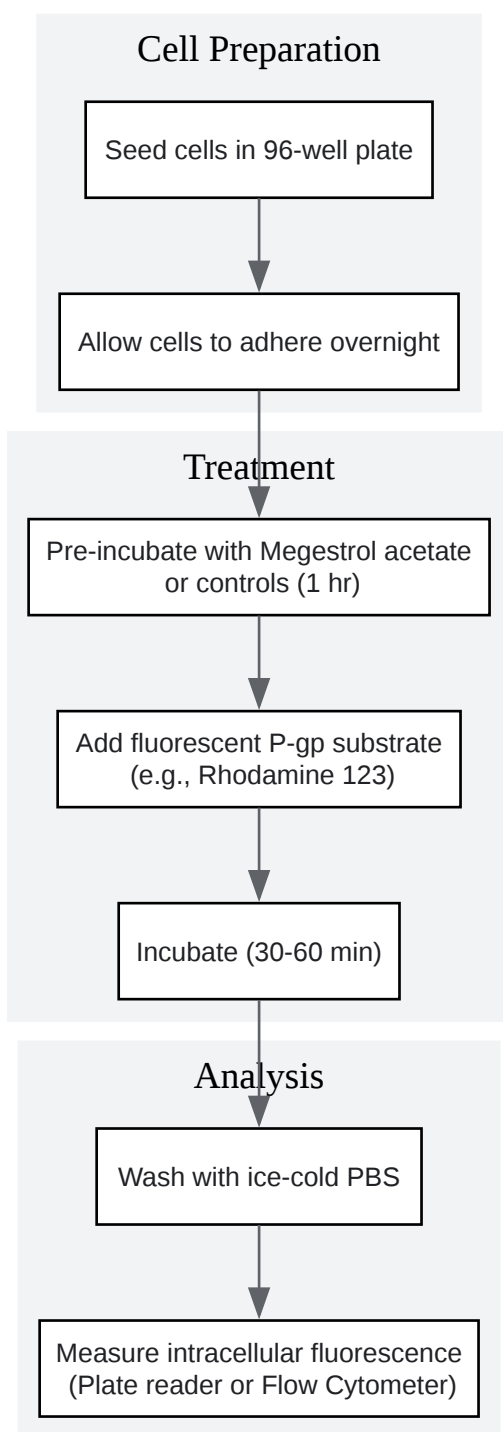 Cell Preparation
Seed cells in 96-well plate
Allow cells to adhere overnight
Treatment
Pre-incubate with Megestrol acetate
or controls (1 hr)
Add fluorescent P-gp substrate
(e.g., Rhodamine 123)
Incubate (30-60 min)
Analysis
Wash with ice-cold PBS
Measure intracellular fluorescence
(Plate reader or Flow Cytometer)